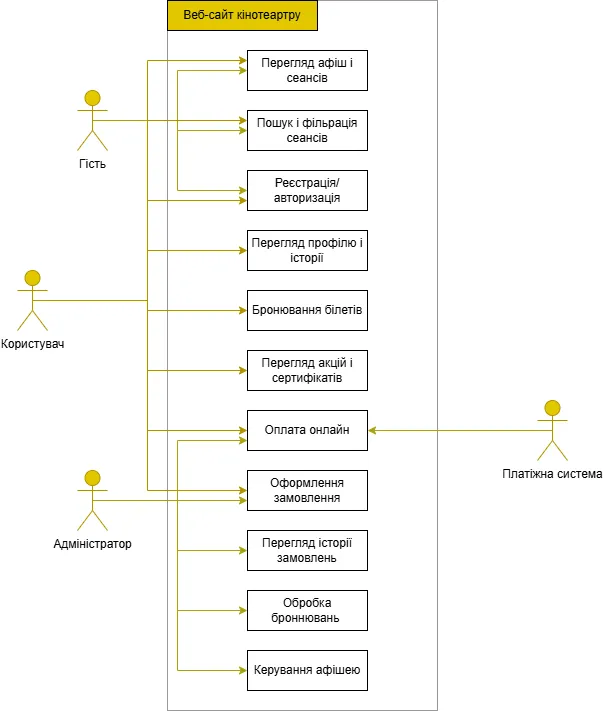 Веб-сайт кінотеартру
Перегляд афіш і
сеансів
Пошук і фільрація
сеансів
Гість
Реєстрація/
авторизація
Перегляд профілю і
історії
Бронювання білетів
Користувач
Перегляд акцій і
сертифікатів
Оплата онлайн
Платіжна система
Оформлення
замовлення
Адміністратор
Перегляд історії
замовлень
Обробка
броннювань
Керування афішею